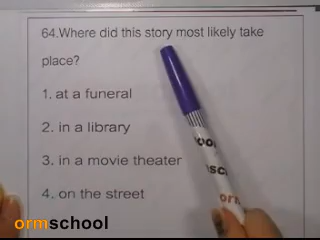 64.Where did this story most likely take
place?
1. at a funeral
2. in a library
3. in a movie theater
4. on the street
ormschool